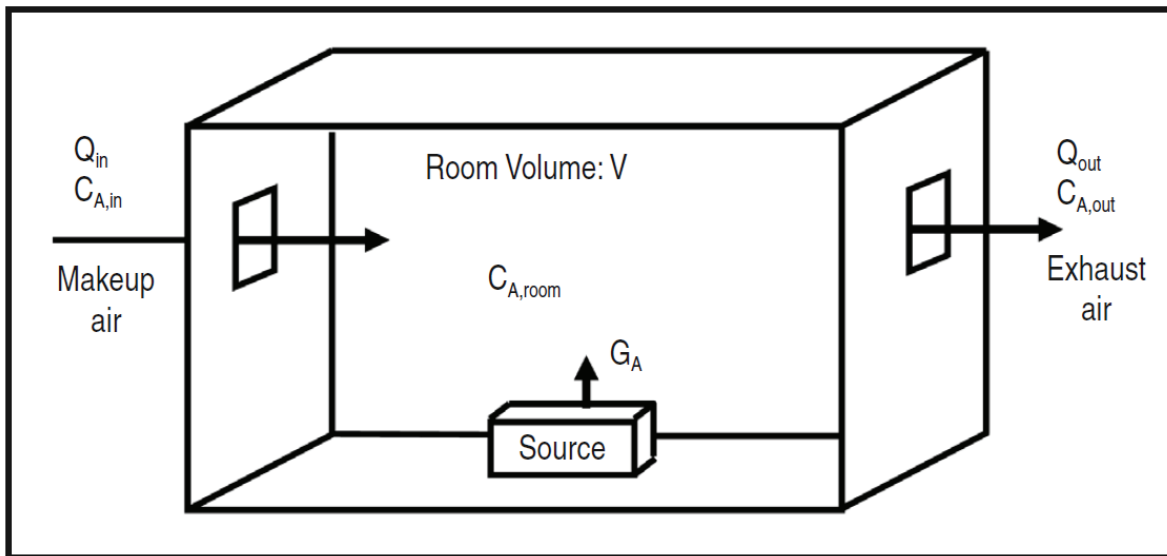 Q_in
C_A,in
Makeup
air
Room Volume: V
C_A,room
G_A
Source
Q_out
C_A,out
Exhaust
air